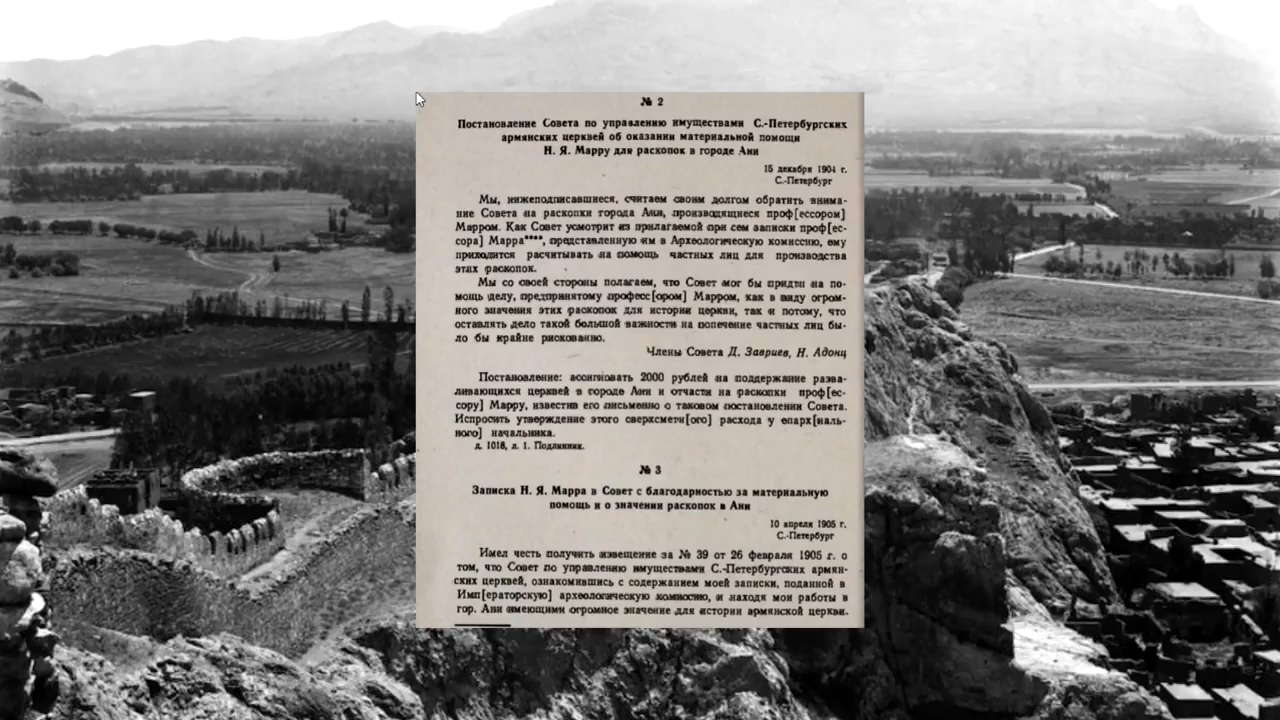 № 2
Постановление Совета по управлению имуществами С.-Петербургских
армянских церквей об оказании материальной помощи
Н. Я. Марру для раскопок в городе Ани
15 декабря 1904 г.
С.-Петербург
Мы, нижеподписавшиеся, считаем своим долгом обратить внима-
ние Совета на раскопки города Ани, производящиеся проф[ессором]
Марром. Как Совет усмотрит из прилагаемой при сем записки проф[ес-
сора] Марра****, представленную им в Археологическую комиссию, ему
приходится расчитывать на помощь частных лиц для производства
этих раскопок.
Мы со своей стороны полагаем, что Совет мог бы придти на по-
мощь делу, предпринятому професс[ором] Марром, как в виду огром-
ного значения этих раскопок для истории церкви, так и потому, что
оставлять дело такой большой важности на попечение частных лиц бы-
ло бы крайне рискованно.
Члены Совета Д. Завриев, Н. Адонц
Постановление: ассигновать 2000 рублей на поддержание разва-
ливающихся церквей в городе Ани и отчасти на раскопки проф[ес-
сору] Марру, известив его письменно о таковом постановлении Совета.
Испросить утверждение этого сверхсмети[ого] расхода у епарх[иаль-
ного] начальника.
д. 1018, л. 1. Подлинник.
№ 3
Записка Н. Я. Марра в Совет с благодарностью за материальную
помощь и о значении раскопок в Ани
10 апреля 1905 г.
С.-Петербург
Имел честь получить извещение за № 39 от 26 февраля 1905 г. о
том, что Совет по управлению имуществами С.-Петербургских армян-
ских церквей, ознакомившись с содержанием моей записки, поданной в
Имп[ераторскую] археологическую комиссию, и находя мои работы в
гор. Ани имеющими огромное значение для истории армянской церкви.